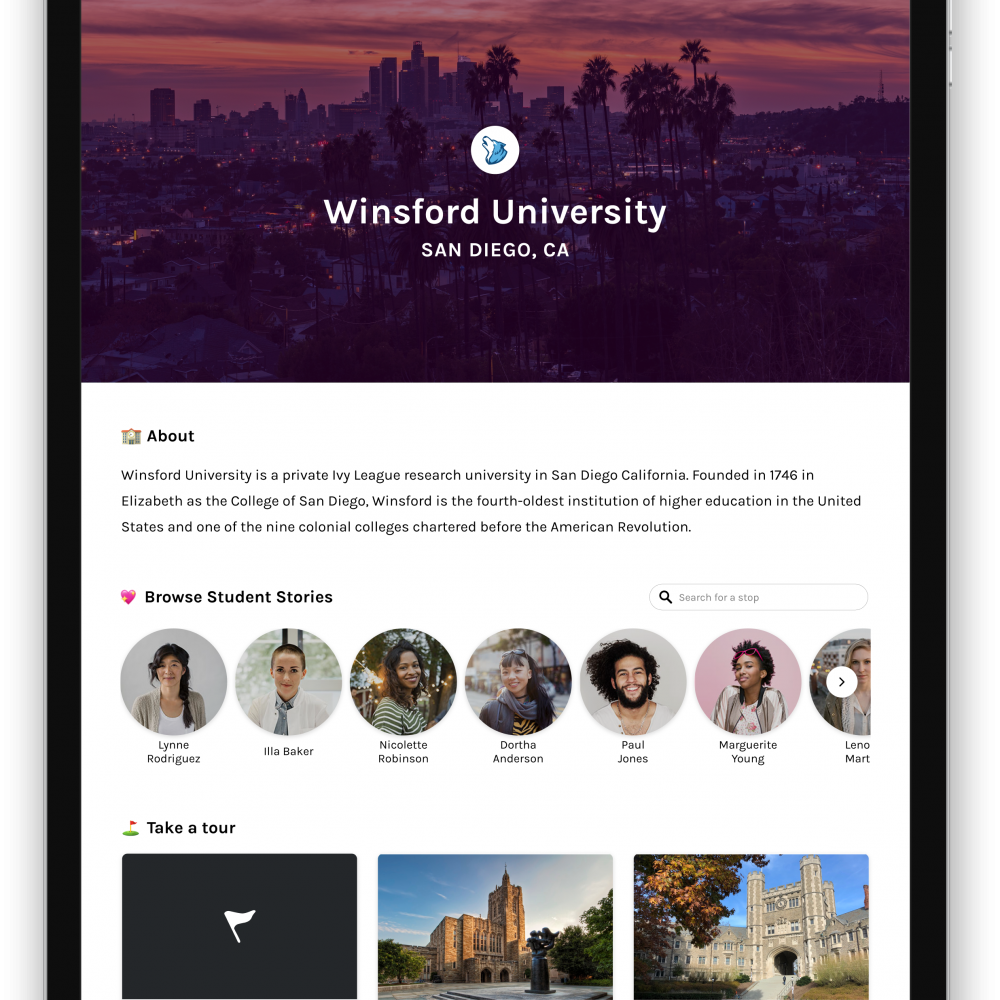 Winsford University
SAN DIEGO, CA
About
Winsford University is a private Ivy League research university in San Diego California. Founded in 1746 in
Elizabeth as the College of San Diego, Winsford is the fourth-oldest institution of higher education in the United
States and one of the nine colonial colleges chartered before the American Revolution.
Browse Student Stories
Search for a stop
Lynne
Rodriguez
Illa Baker
Nicolette
Robinson
Dortha
Anderson
Paul
Jones
Marguerite
Young
Leno
Mart
Take a tour